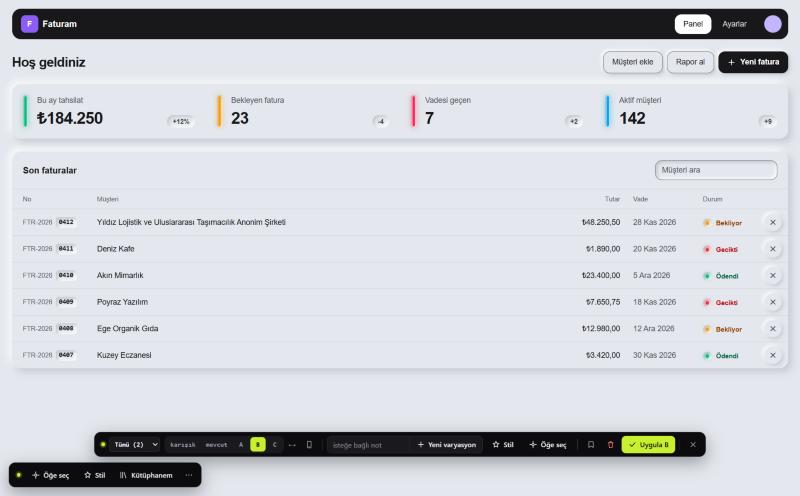 F Faturam Panel Ayarlar
Hoş geldiniz Müşteri ekle Rapor al + Yeni fatura
Bu ay tahsilat
₺184.250 +12%
Bekleyen fatura
23 -4
Vadesi geçen
7 +2
Aktif müşteri
142 +9
Son faturalar Müşteri ara
No Müşteri Tutar Vade Durum
FTR-2026 0412 Yıldız Lojistik ve Uluslararası Taşımacılık Anonim Şirketi ₺48.250,50 28 Kas 2026 Bekliyor
FTR-2026 0411 Deniz Kafe ₺1.890,00 20 Kas 2026 Gecikti
FTR-2026 0410 Akın Mimarlık ₺23.400,00 5 Ara 2026 Ödendi
FTR-2026 0409 Poyraz Yazılım ₺7.650,75 18 Kas 2026 Gecikti
FTR-2026 0408 Ege Organik Gıda ₺12.980,00 12 Ara 2026 Bekliyor
FTR-2026 0407 Kuzey Eczanesi ₺3.420,00 30 Kas 2026 Ödendi
Tümü (2) karışık mevcut A B C isteğe bağlı not + Yeni varyasyon Stil Öğe seç Uygula B
Öğe seç Stil Kütüphanem ...